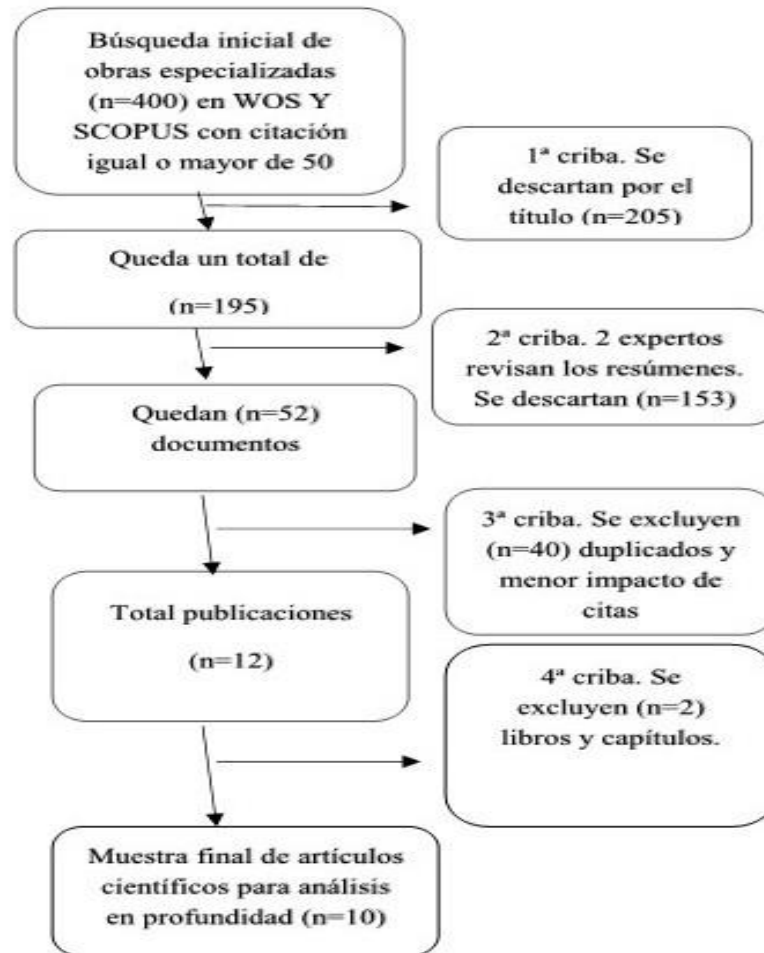 Búsqueda inicial de
obras especializadas
(n=400) en WOS Y
SCOPUS con citación
igual o mayor de 50
1ª criba. Se
descartan por el
título (n=205)
Queda un total de
(n=195)
2ª criba. 2 expertos
revisan los resúmenes.
Se descartan (n=153)
Quedan (n=52)
documentos
3ª criba. Se excluyen
(n=40) duplicados y
menor impacto de
citas
Total publicaciones
(n=12)
4ª criba. Se
excluyen (n=2)
libros y capítulos.
Muestra final de artículos
científicos para análisis
en profundidad (n=10)